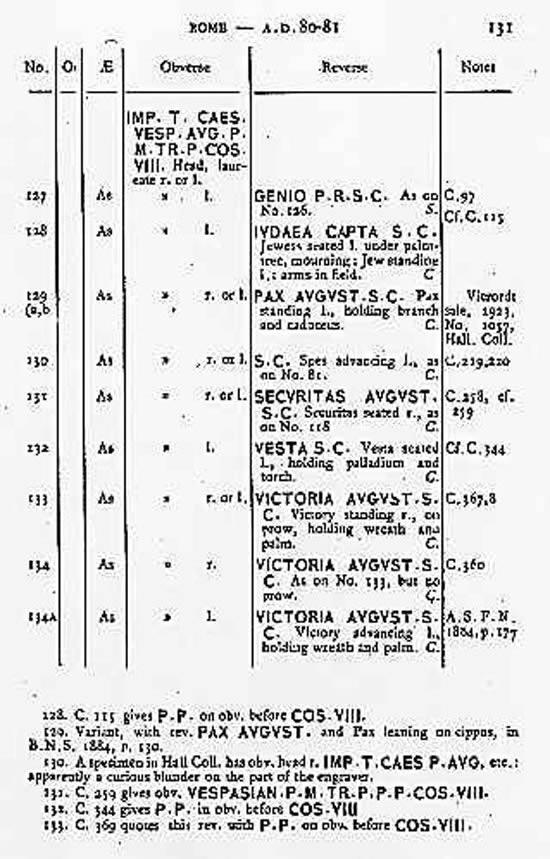 ROME — A.D. 80-81 131
No. O. Æ Obverse Reverse Notes
IMP. T. CAES.
VESP. AVG. P.
M. TR. P. COS.
VIII. Head, laur-
eate r. or l.
127 As » l. GENIO P.R.S.C. As on C. 97
No. 126. S. Cf. C. 115
128 As » l. IVDAEA CAPTA S.C.
Jewess seated l. under palm-
tree, mourning: Jew standing
l.: arms in field. C
129 As » r. or l. PAX AVGVST. S.C. Pax Vierordt
(a,b standing l., holding branch sale, 1923,
and caduceus. C. No. 1057,
Hall. Coll.
130 As » r. or l. S.C. Spes advancing l., as C. 219,220
on No. 81. C.
131 As » r. or l. SECVRITAS AVGVST. C. 258, cf.
S.C. Securitas seated r., as 259
on No. 118 C.
132 As » l. VESTA S.C. Vesta seated Cf. C. 344
l., holding palladium and
torch. C.
133 As » r. or l. VICTORIA AVGVST. S. C. 367,8
C. Victory standing r., on
prow, holding wreath and
palm. C.
134 As » r. VICTORIA AVGVST. S. C. 360
C. As on No. 133, but no
prow. C.
134A As » l. VICTORIA AVGVST. S. A.S.F.N.
C. Victory advancing l., 1884, p. 177
holding wreath and palm. C.
128. C. 115 gives P.P. on obv. before COS. VIII.
129. Variant, with rev. PAX AVGVST. and Pax leaning on cippus, in
B.N.S. 1884, p. 130.
130. A specimen in Hall Coll. has obv. head r. IMP. T. CAES P. AVG, etc.:
apparently a curious blunder on the part of the engraver.
131. C. 259 gives obv. VESPASIAN. P. M. TR. P. P. P. COS. VIII.
132. C. 344 gives P.P. in obv. before COS. VIII
133. C. 369 quotes this rev. with P.P. on obv. before COS. VIII.